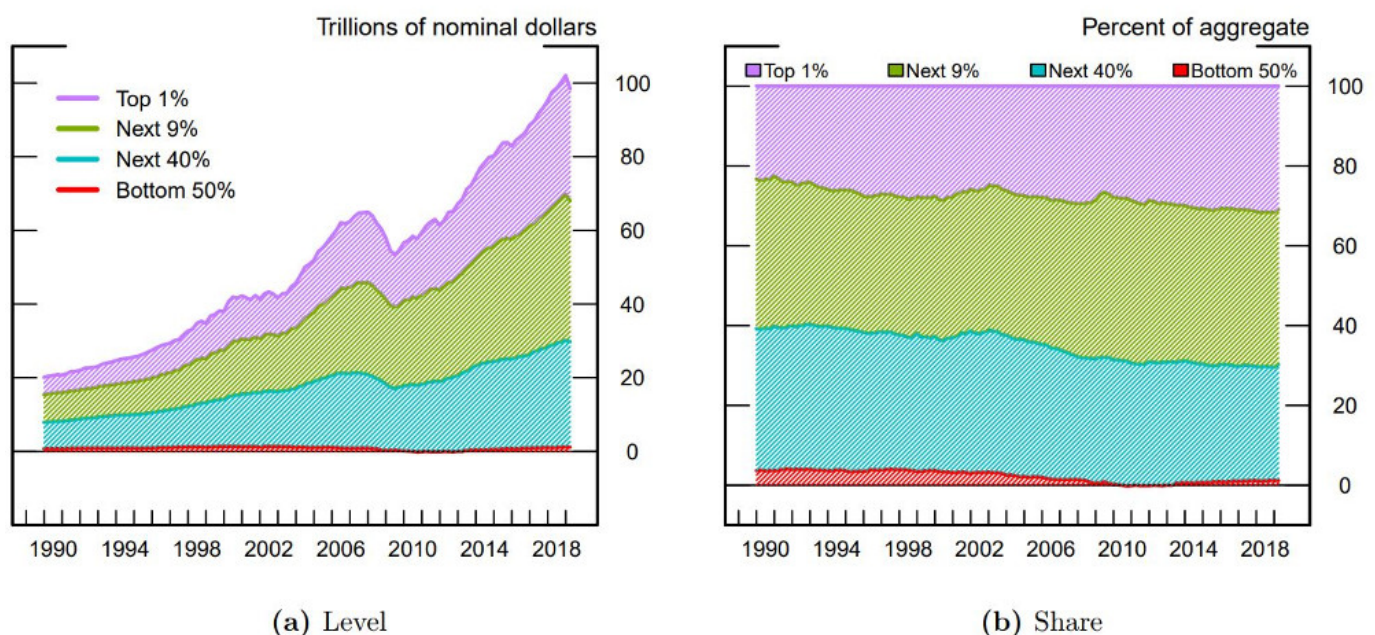 Trillions of nominal dollars
Top 1%
Next 9%
Next 40%
Bottom 50%
100
80
60
40
20
0
1990 1994 1998 2002 2006 2010 2014 2018
(a) Level
Percent of aggregate
Top 1% Next 9% Next 40% Bottom 50%
100
80
60
40
20
0
1990 1994 1998 2002 2006 2010 2014 2018
(b) Share